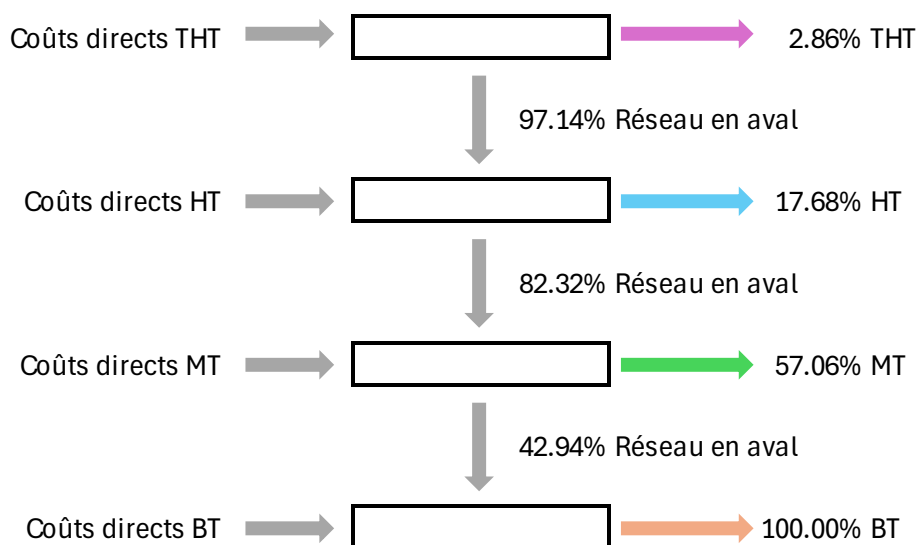 Coûts directs THT
2.86% THT
97.14% Réseau en aval
Coûts directs HT
17.68% HT
82.32% Réseau en aval
Coûts directs MT
57.06% MT
42.94% Réseau en aval
Coûts directs BT
100.00% BT